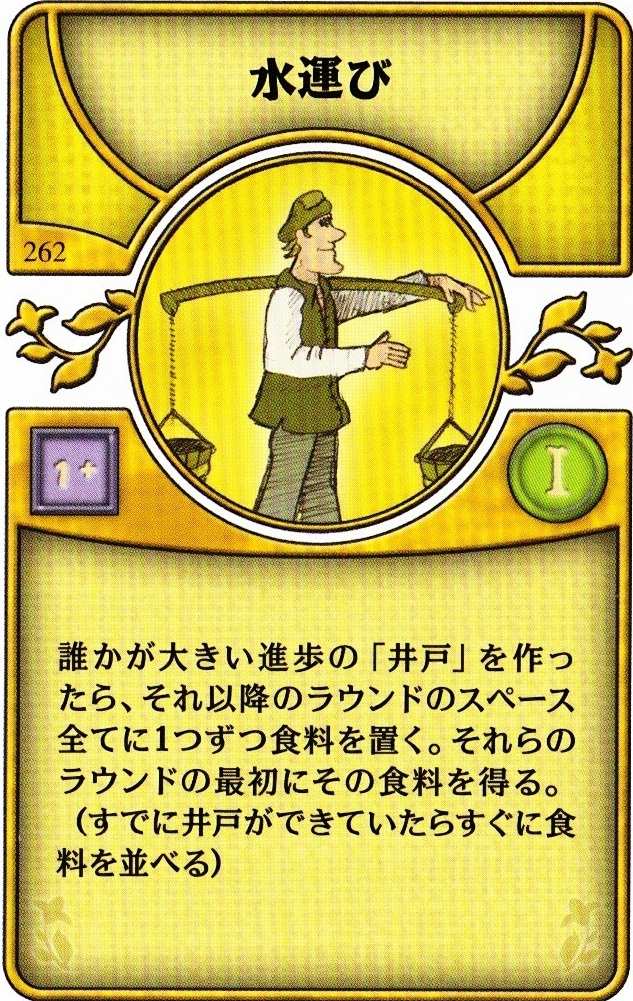 水運び
262
1+
I
誰かが大きい進歩の「井戸」を作っ
たら、それ以降のラウンドのスペース
全てに1つずつ食料を置く。それらの
ラウンドの最初にその食料を得る。
（すでに井戸ができていたらすぐに食
料を並べる）